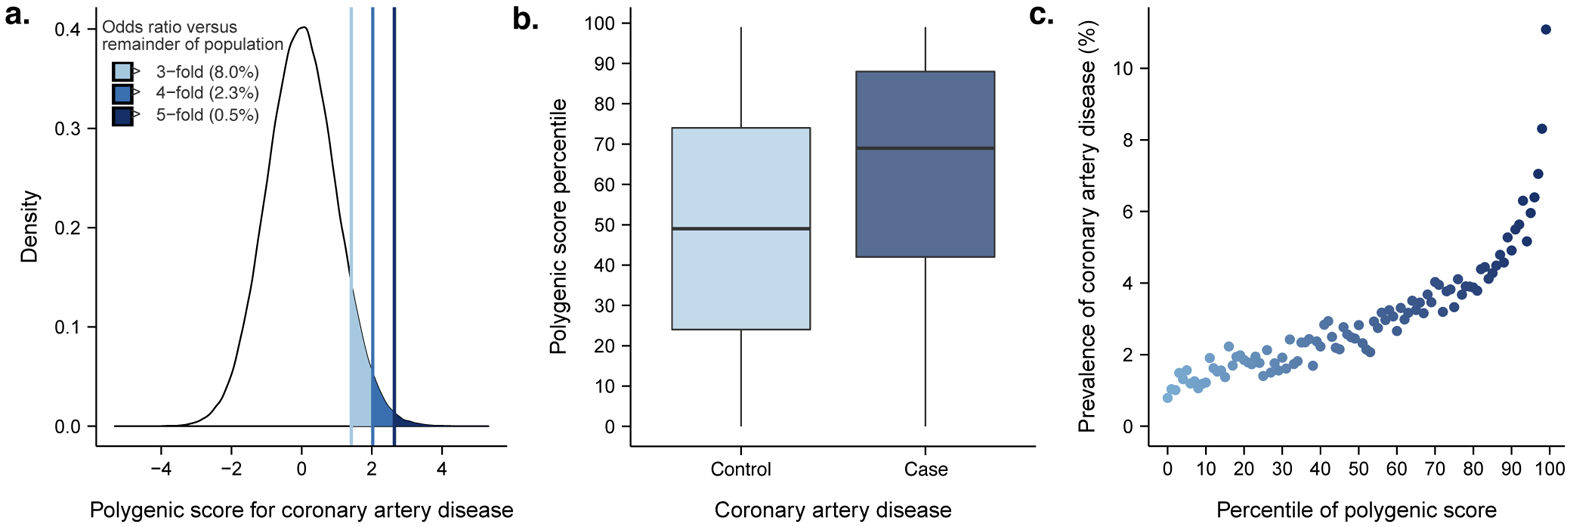 a.
Odds ratio versus
remainder of population
3−fold (8.0%)
4−fold (2.3%)
5−fold (0.5%)
Density
0.4
0.3
0.2
0.1
0.0
−4 −2 0 2 4
Polygenic score for coronary artery disease
b.
Polygenic score percentile
100
90
80
70
60
50
40
30
20
10
0
Control Case
Coronary artery disease
c.
Prevalence of coronary artery disease (%)
10
8
6
4
2
0
0 10 20 30 40 50 60 70 80 90 100
Percentile of polygenic score